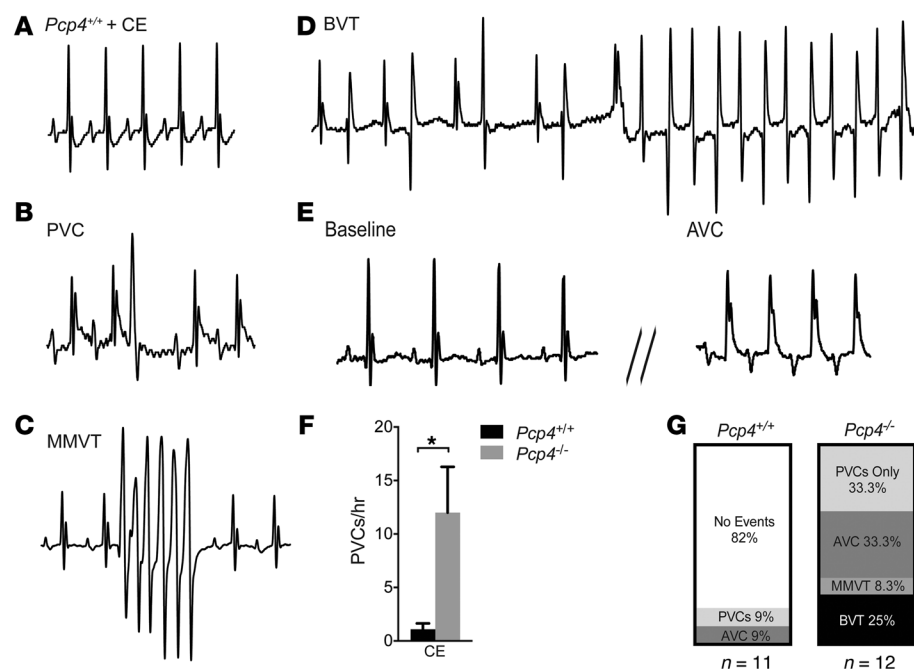 A Pcp4+/+ + CE
B PVC
C MMVT
D BVT
E Baseline AVC
F
20
15
10
5
0
PVCs/hr
*
Pcp4+/+
Pcp4-/-
CE
G Pcp4+/+ Pcp4-/-
No Events
82%
PVCs 9%
AVC 9%
n = 11
PVCs Only
33.3%
AVC 33.3%
MMVT 8.3%
BVT 25%
n = 12